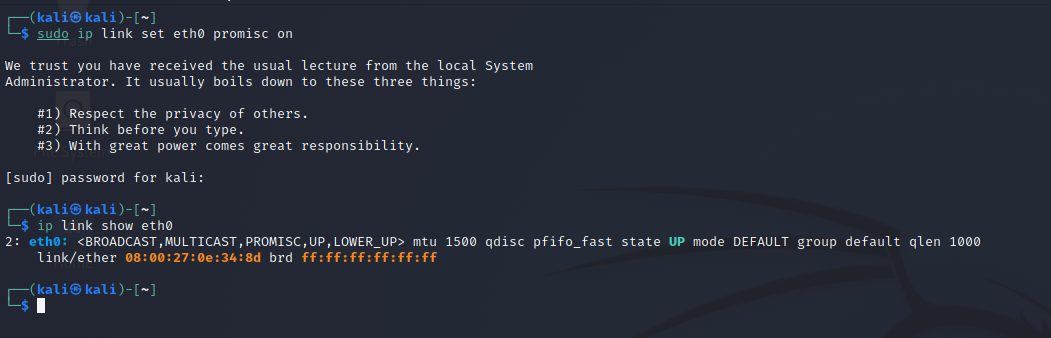 ┌──(kali㉿kali)-[~]
└─$ sudo ip link set eth0 promisc on
We trust you have received the usual lecture from the local System
Administrator. It usually boils down to these three things:
#1) Respect the privacy of others.
#2) Think before you type.
#3) With great power comes great responsibility.
[sudo] password for kali:
┌──(kali㉿kali)-[~]
└─$ ip link show eth0
2: eth0: <BROADCAST,MULTICAST,PROMISC,UP,LOWER_UP> mtu 1500 qdisc pfifo_fast state UP mode DEFAULT group default qlen 1000
link/ether 08:00:27:0e:34:8d brd ff:ff:ff:ff:ff:ff
┌──(kali㉿kali)-[~]
└─$